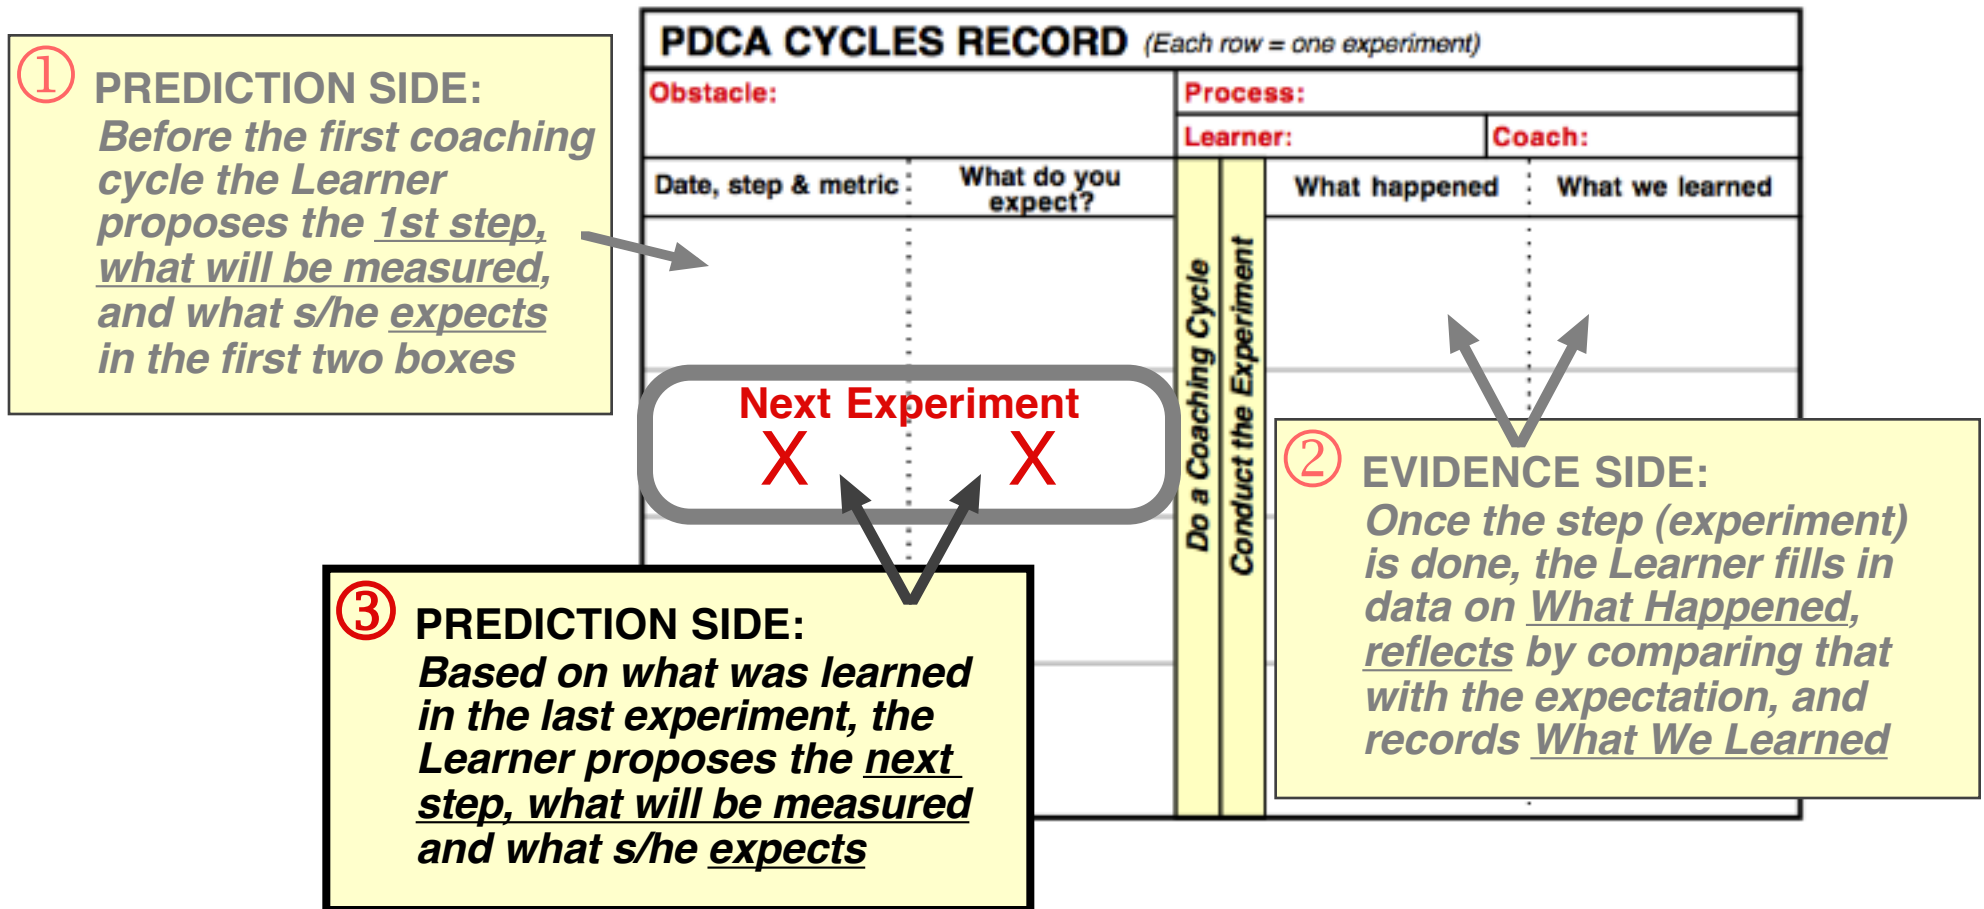 PDCA CYCLES RECORD (Each row = one experiment)
Obstacle:
Process:
Learner:
Coach:
Date, step & metric
What do you
expect?
Do a Coaching Cycle
Conduct the Experiment
What happened
What we learned
① PREDICTION SIDE:
Before the first coaching
cycle the Learner
proposes the 1st step,
what will be measured,
and what s/he expects
in the first two boxes
Next Experiment
X X
② EVIDENCE SIDE:
Once the step (experiment)
is done, the Learner fills in
data on What Happened,
reflects by comparing that
with the expectation, and
records What We Learned
③ PREDICTION SIDE:
Based on what was learned
in the last experiment, the
Learner proposes the next
step, what will be measured
and what s/he expects